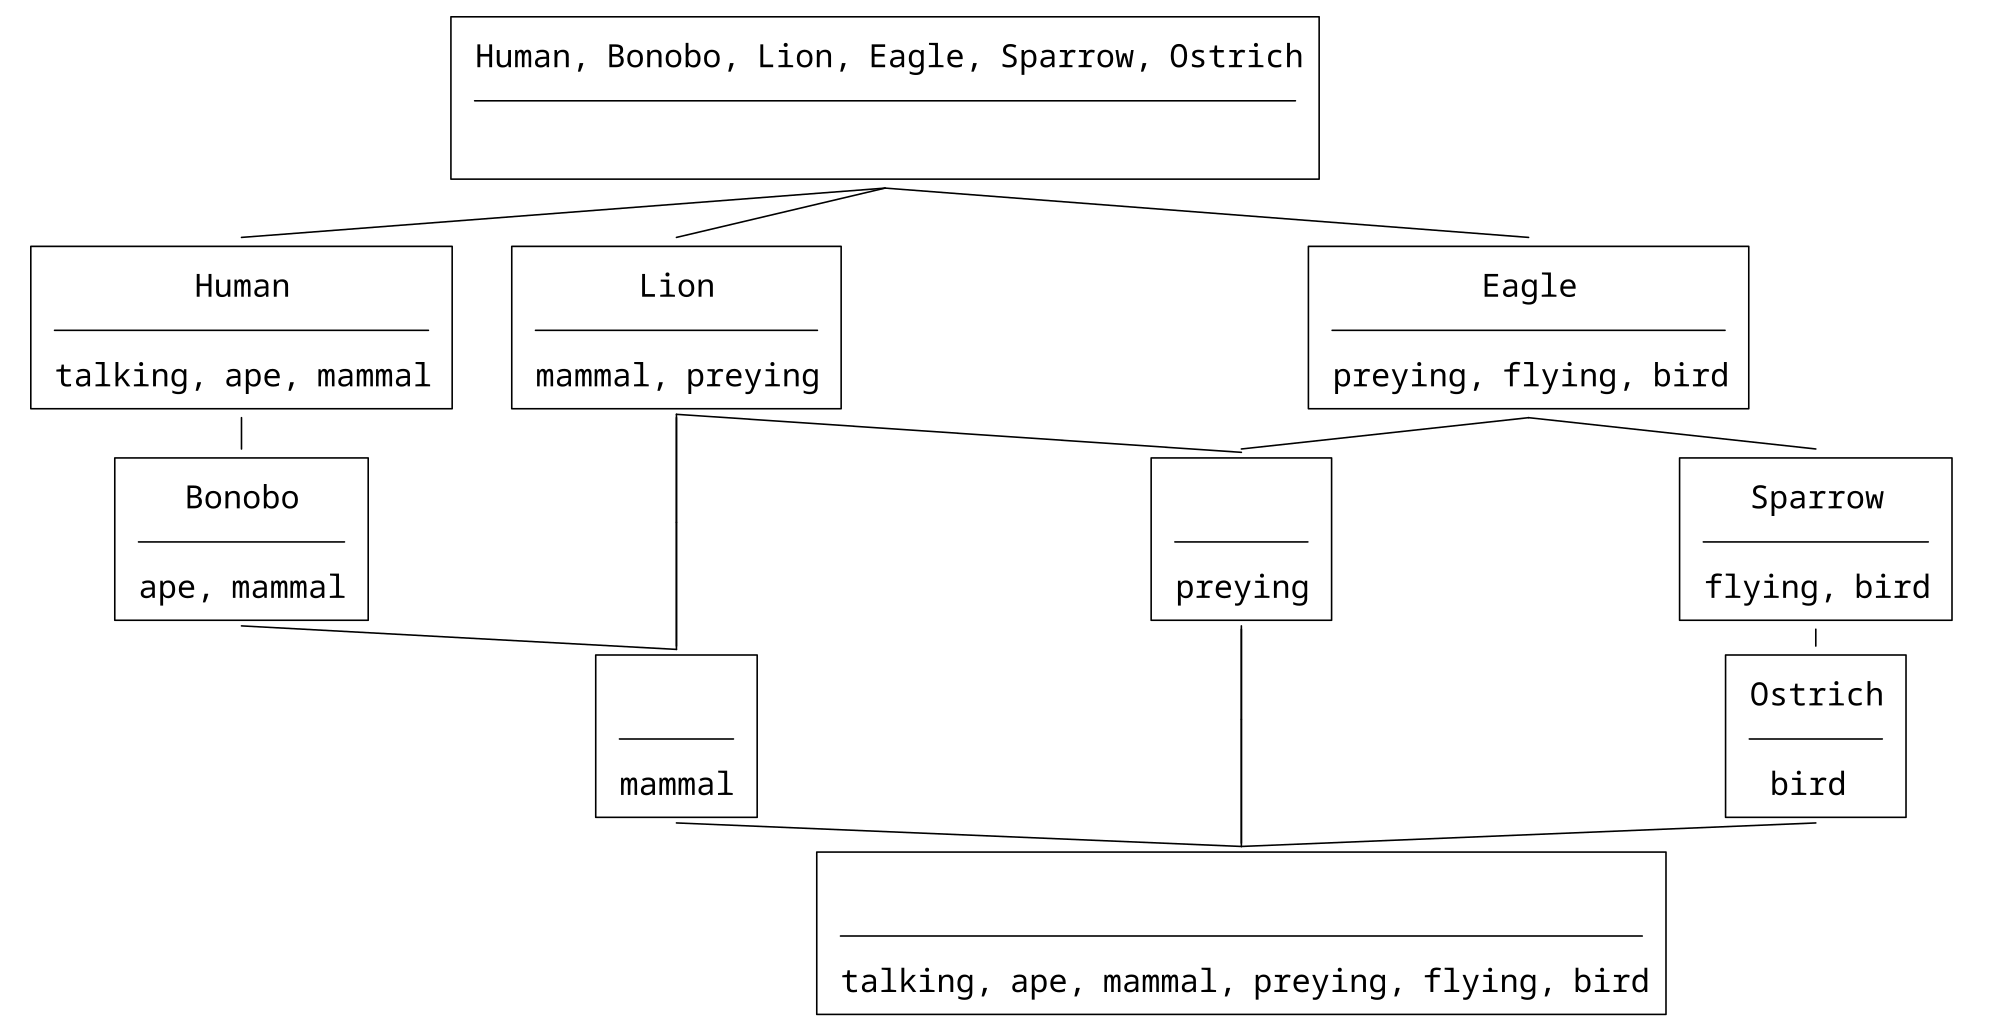 Human, Bonobo, Lion, Eagle, Sparrow, Ostrich
Human
talking, ape, mammal
Lion
mammal, preying
Eagle
preying, flying, bird
Bonobo
ape, mammal
preying
Sparrow
flying, bird
mammal
Ostrich
bird
talking, ape, mammal, preying, flying, bird